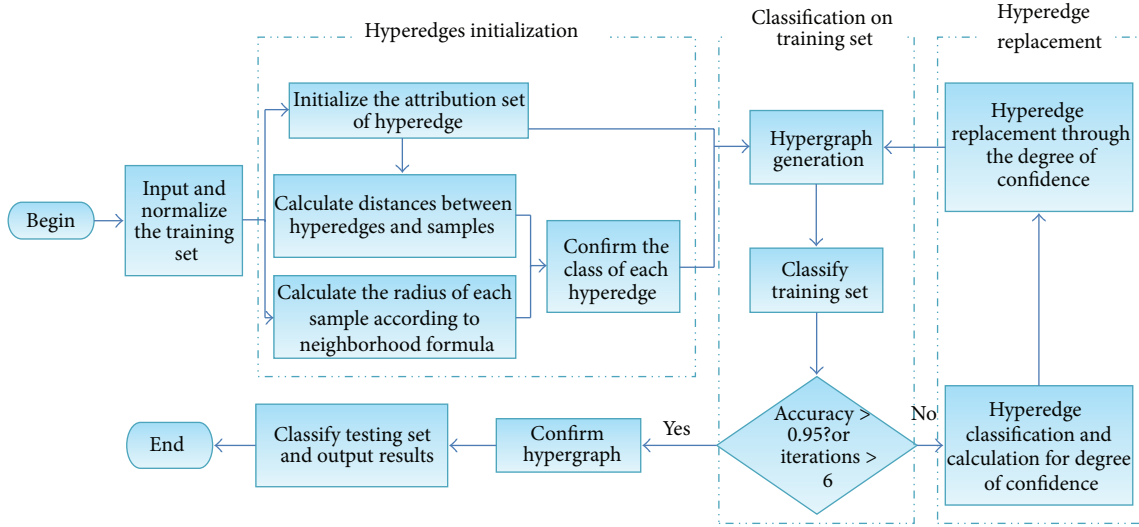 Hyperedges initialization
Classification on
training set
Hyperedge
replacement
Begin
Input and
normalize
the training
set
Initialize the attribution set
of hyperedge
Calculate distances between
hyperedges and samples
Calculate the radius of each
sample according to
neighborhood formula
Confirm the
class of each
hyperedge
Hypergraph
generation
Classify
training set
Accuracy >
0.95?or
iterations >
6
No
Hyperedge
classification and
calculation for degree
of confidence
Hyperedge
replacement through
the degree of
confidence
Yes
Confirm
hypergraph
Classify testing set
and output results
End